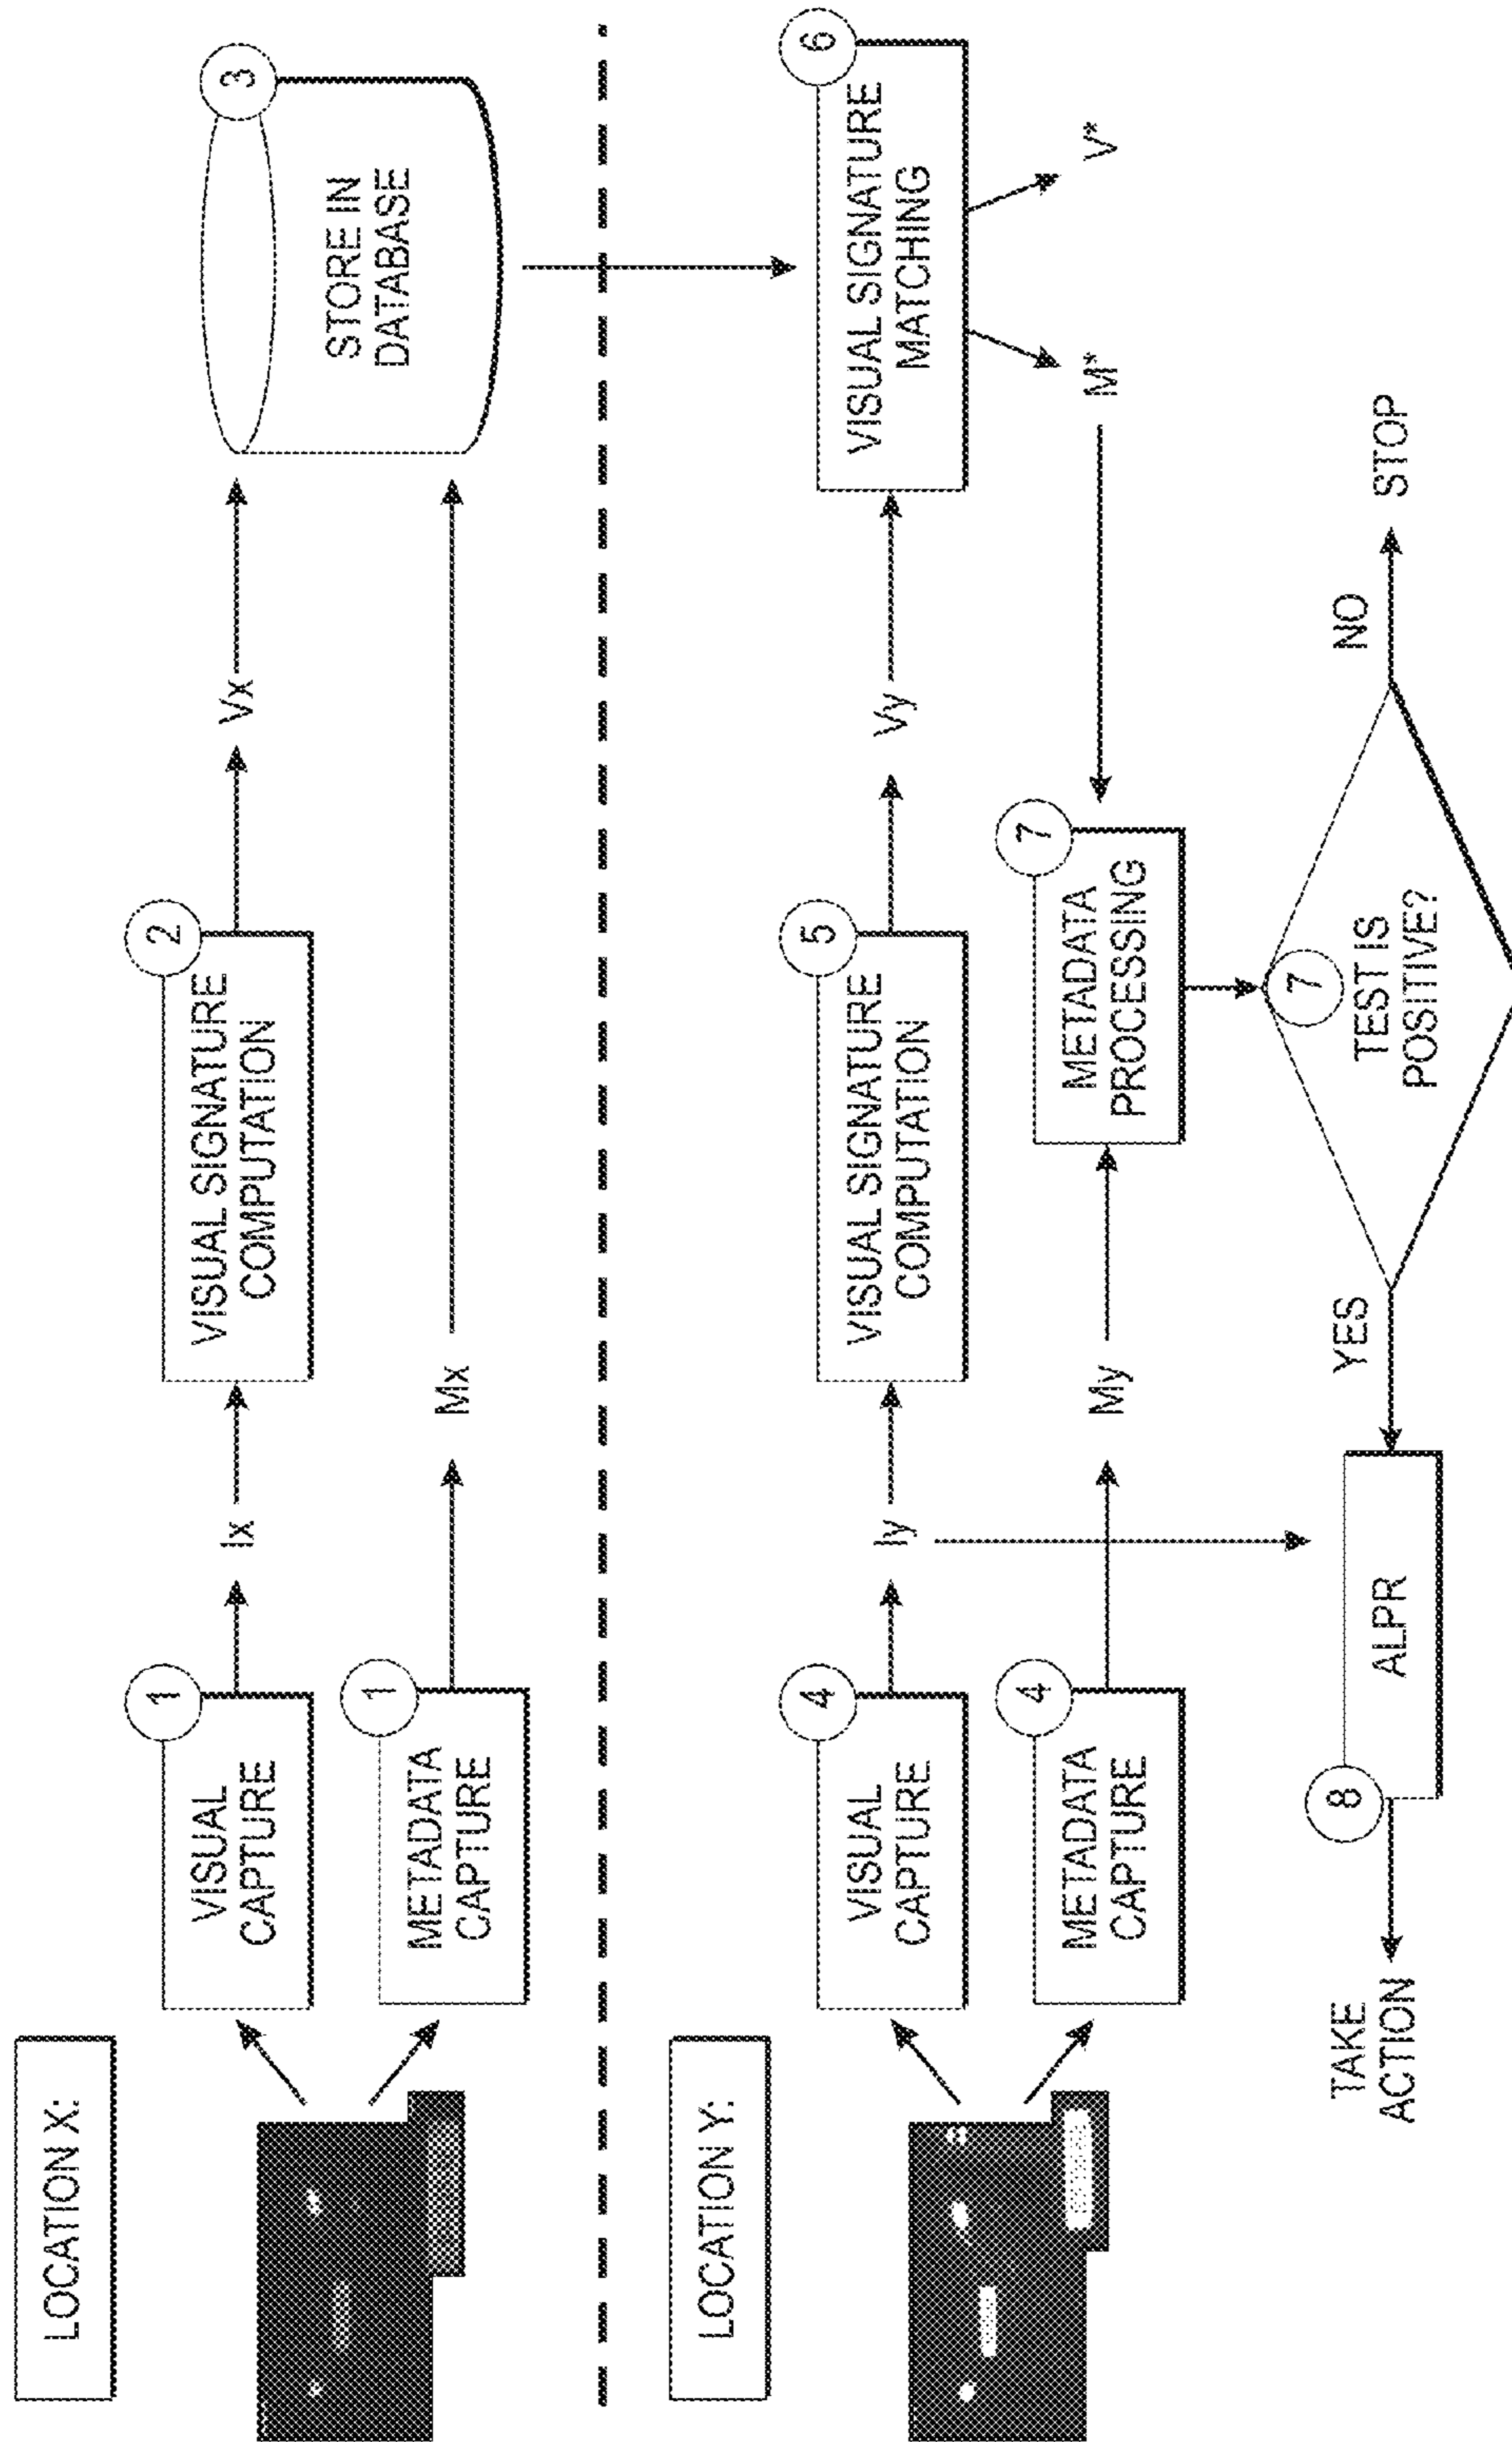 LOCATION X:
VISUAL
CAPTURE
1
Ix
VISUAL SIGNATURE
COMPUTATION
2
Vx
STORE IN
DATABASE
3
METADATA
CAPTURE
1
Mx
LOCATION Y:
VISUAL
CAPTURE
4
Iy
VISUAL SIGNATURE
COMPUTATION
5
Vy
VISUAL SIGNATURE
MATCHING
6
METADATA
CAPTURE
4
My
METADATA
PROCESSING
7
M*
V*
TAKE
ACTION
8
ALPR
YES
7
TEST IS
POSITIVE?
NO
STOP